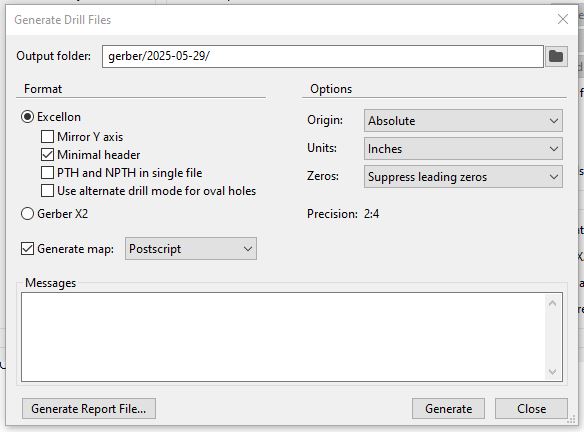 Generate Drill Files
Output folder: gerber/2025-05-29/
Format
Excellon
Mirror Y axis
Minimal header
PTH and NPTH in single file
Use alternate drill mode for oval holes
Gerber X2
Generate map: Postscript
Options
Origin: Absolute
Units: Inches
Zeros: Suppress leading zeros
Precision: 2:4
Messages
Generate Report File...
Generate
Close